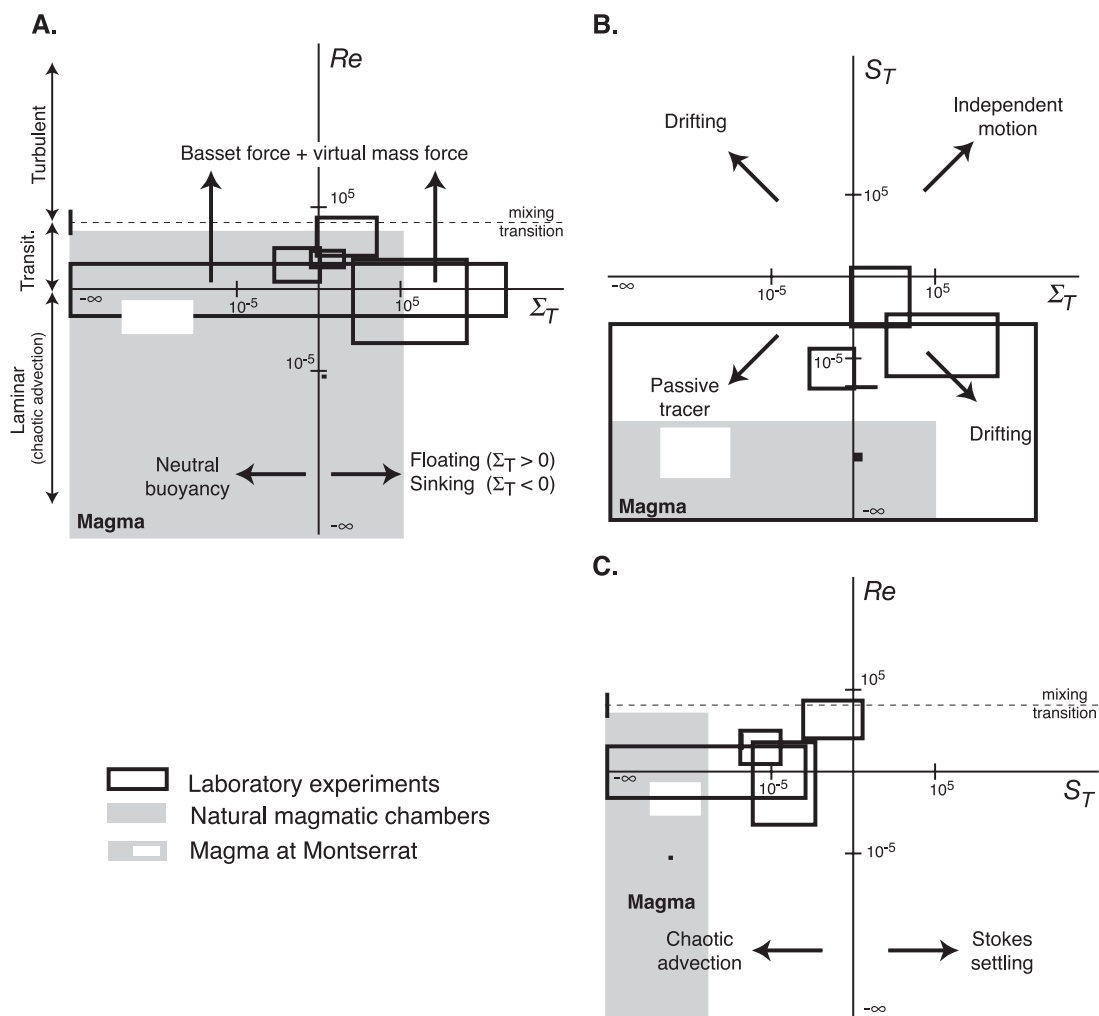 A.
Re
Turbulent
Transit.
Laminar
(chaotic advection)
Basset force + virtual mass force
10^5
mixing
transition
-∞
10^-5
10^5
Σ_T
10^-5
Neutral
buoyancy
Floating (Σ_T > 0)
Sinking (Σ_T < 0)
Magma
-∞
B.
S_T
Drifting
Independent
motion
10^5
-∞
10^-5
10^5
Σ_T
10^-5
Passive
tracer
Drifting
Magma
-∞
C.
Re
10^5
mixing
transition
-∞
10^-5
10^5
S_T
10^-5
Magma
Chaotic
advection
Stokes
settling
-∞
Laboratory experiments
Natural magmatic chambers
Magma at Montserrat